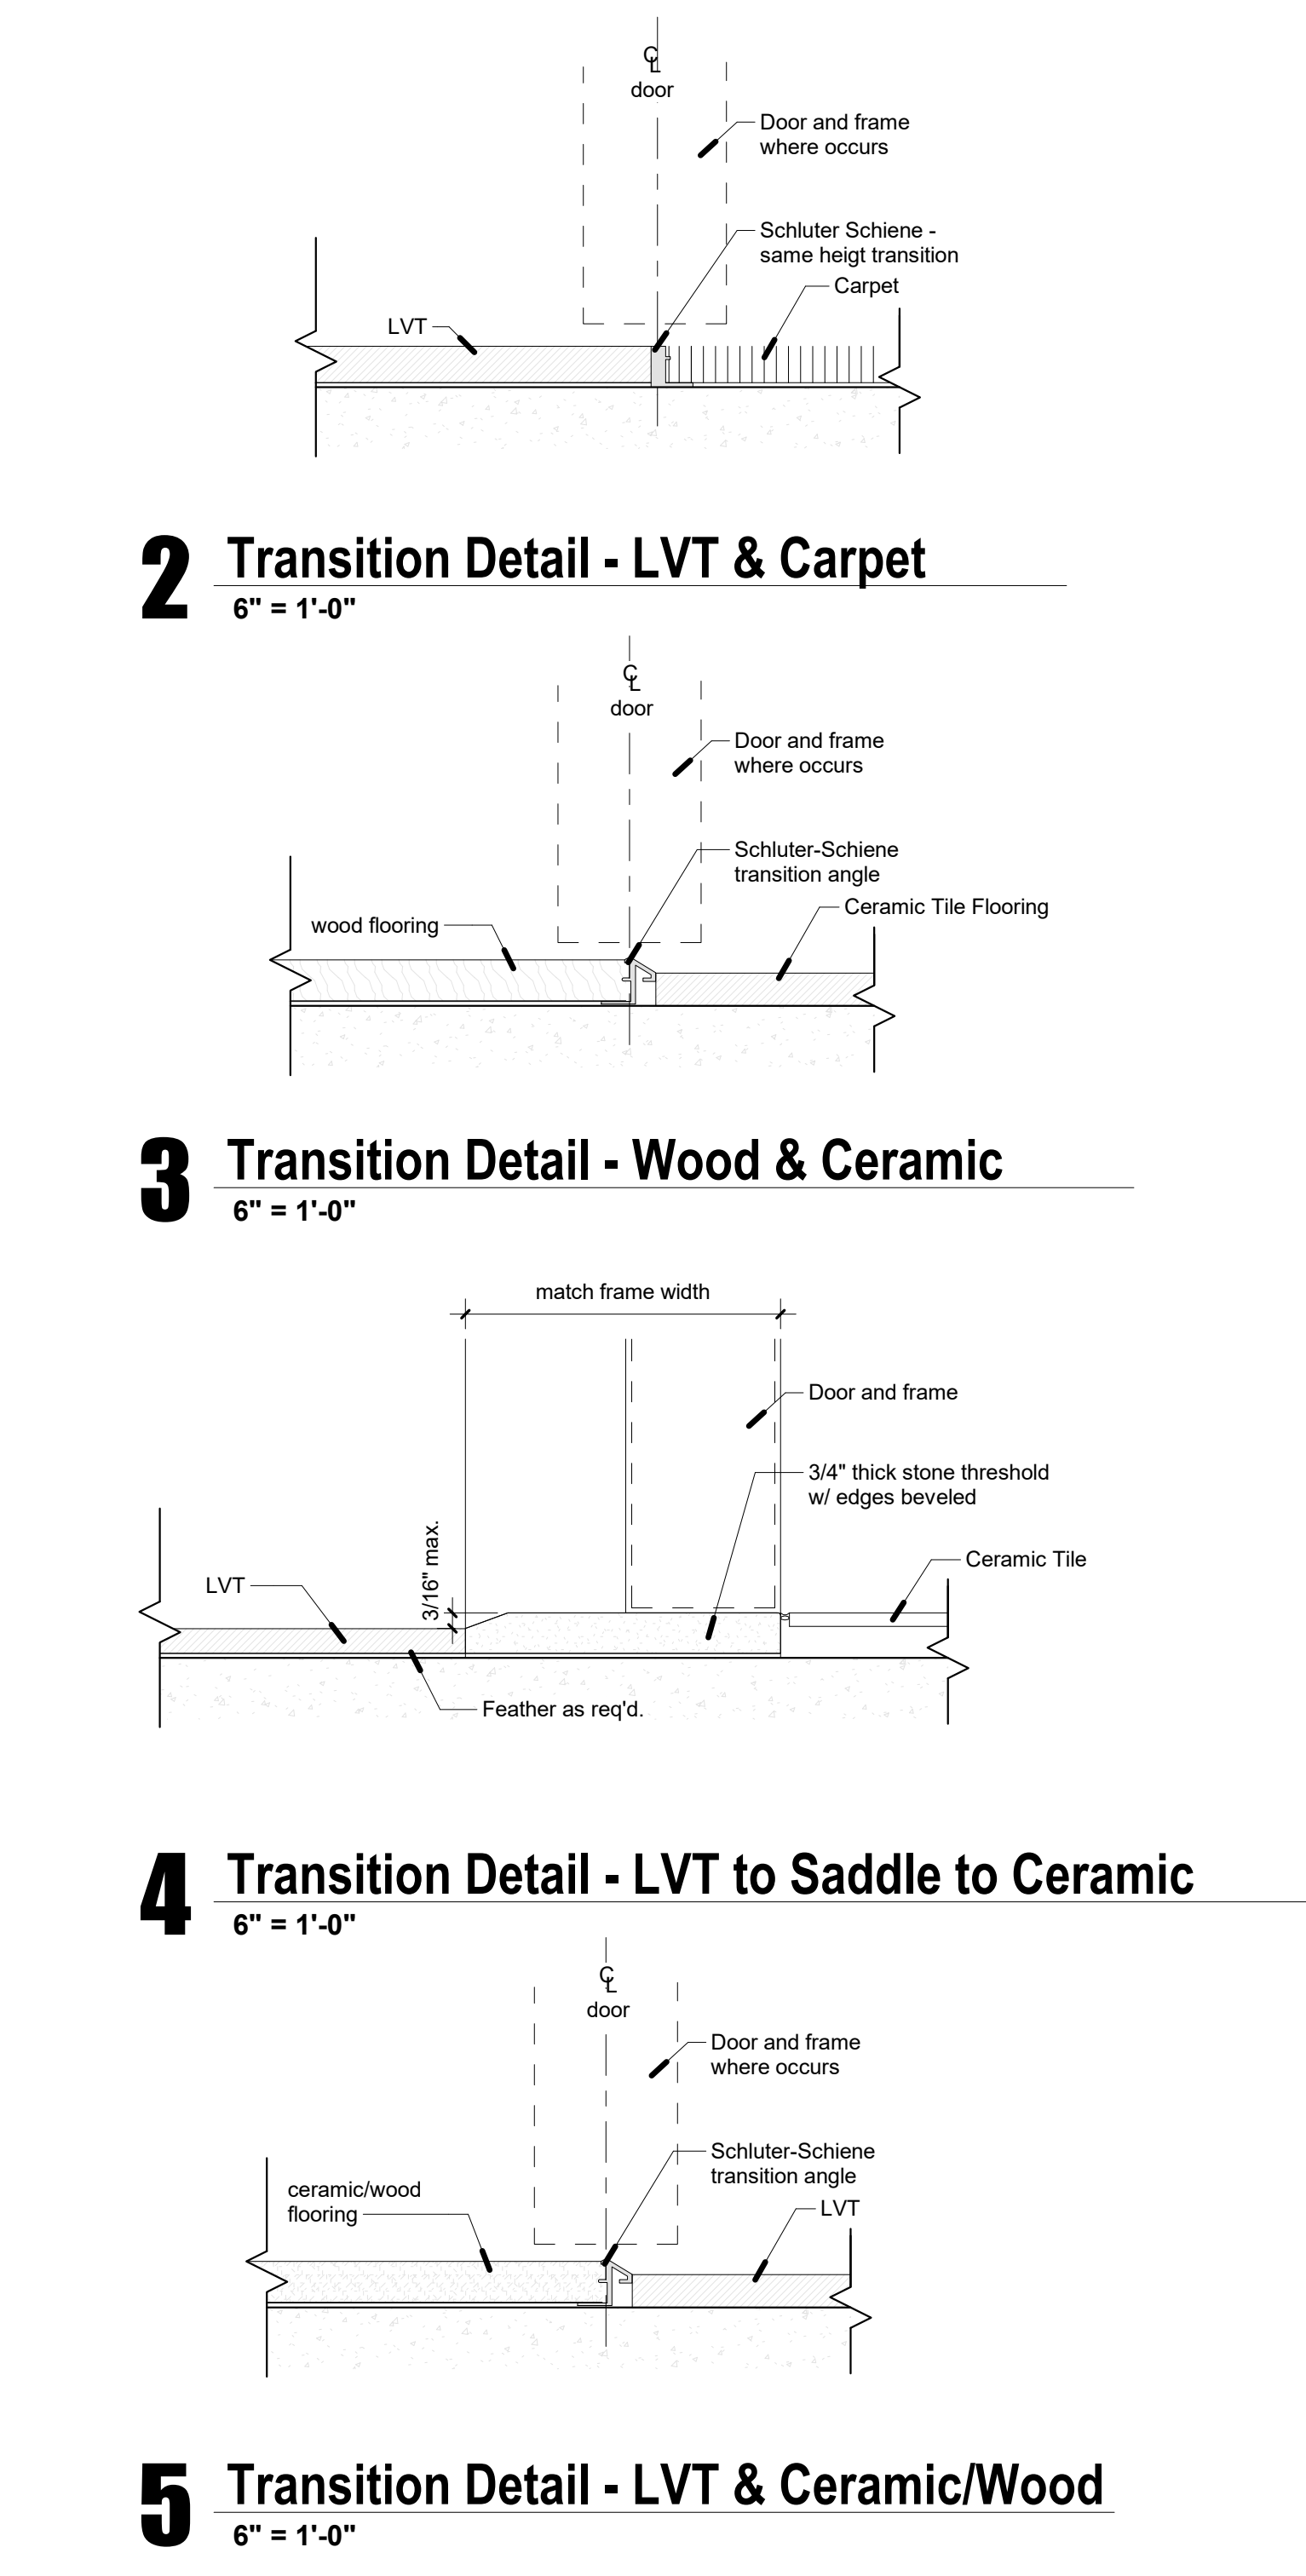 CL
door
Door and frame
where occurs
Schluter Schiene -
same heigt transition
Carpet
LVT
2 Transition Detail - LVT & Carpet
6" = 1'-0"
CL
door
Door and frame
where occurs
Schluter-Schiene
transition angle
Ceramic Tile Flooring
wood flooring
3 Transition Detail - Wood & Ceramic
6" = 1'-0"
match frame width
Door and frame
3/4" thick stone threshold
w/ edges beveled
3/16" max.
Ceramic Tile
LVT
Feather as req'd.
4 Transition Detail - LVT to Saddle to Ceramic
6" = 1'-0"
CL
door
Door and frame
where occurs
Schluter-Schiene
transition angle
ceramic/wood
flooring
LVT
5 Transition Detail - LVT & Ceramic/Wood
6" = 1'-0"